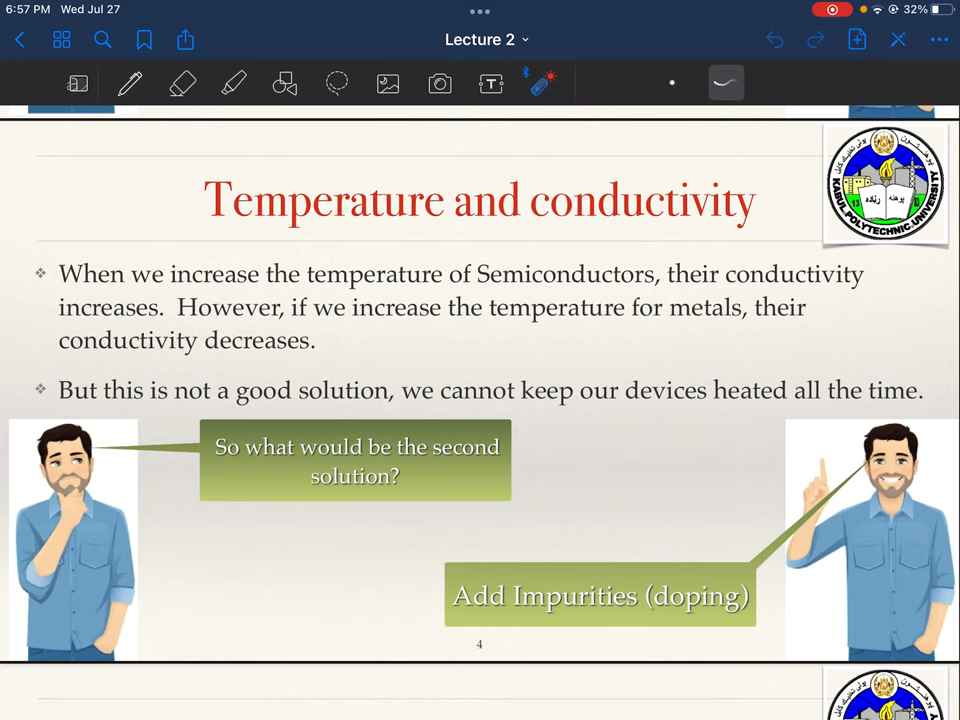 6:57 PM Wed Jul 27
32%
Lecture 2
Temperature and conductivity
When we increase the temperature of Semiconductors, their conductivity
increases. However, if we increase the temperature for metals, their
conductivity decreases.
But this is not a good solution, we cannot keep our devices heated all the time.
So what would be the second
solution?
Add Impurities (doping)
4
KABUL POLYTECHNIC UNIVERSITY